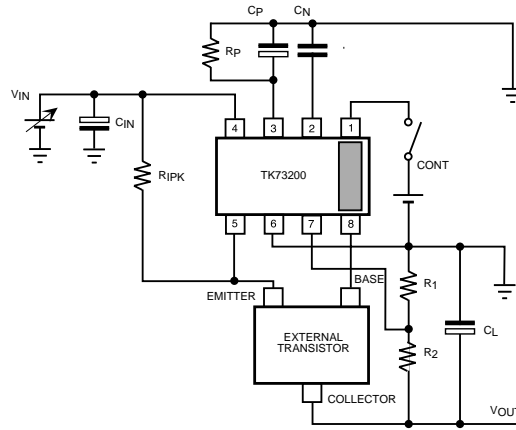 CP
CN
RP
VIN
CIN
4
3
2
1
RIPK
TK73200
CONT
5
6
7
8
EMITTER
BASE
R1
EXTERNAL
TRANSISTOR
R2
CL
COLLECTOR
VOUT